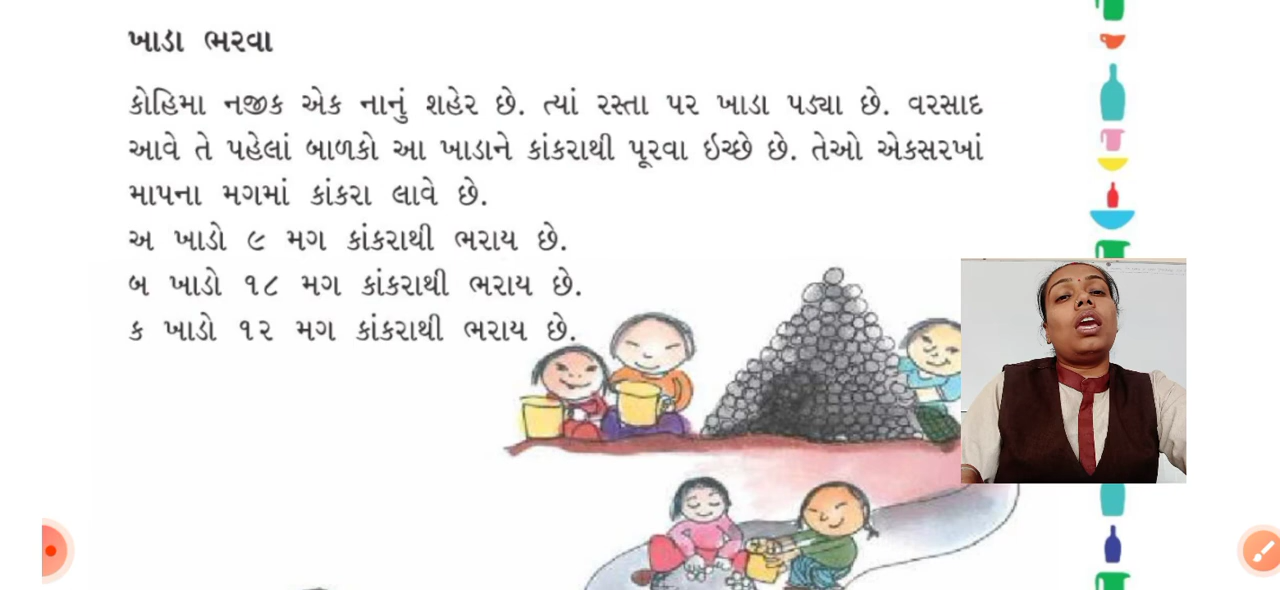 ખાડા ભરવા
કોહિમા નજીક એક નાનું શહેર છે. ત્યાં રસ્તા પર ખાડા પડ્યા છે. વરસાદ
આવે તે પહેલાં બાળકો આ ખાડાને કાંકરાથી પૂરવા ઇચ્છે છે. તેઓ એકસરખાં
માપના મગમાં કાંકરા લાવે છે.
અ ખાડો ૯ મગ કાંકરાથી ભરાય છે.
બ ખાડો ૧૮ મગ કાંકરાથી ભરાય છે.
ક ખાડો ૧૨ મગ કાંકરાથી ભરાય છે.